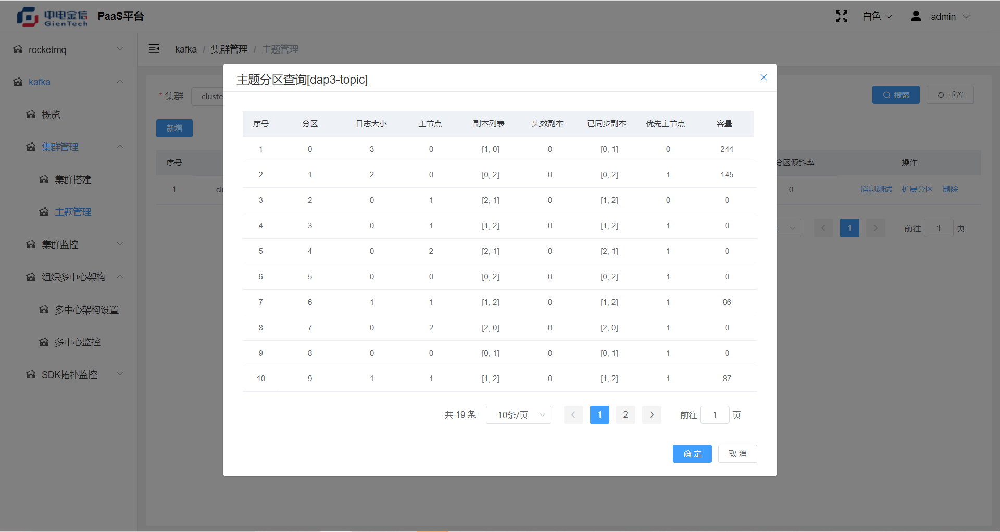 中电金信 GienTech PaaS平台 白色 admin
rocketmq
kafka
概览
集群管理
集群搭建
主题管理
集群监控
组织多中心架构
多中心架构设置
多中心监控
SDK拓扑监控
kafka / 集群管理 / 主题管理
* 集群 搜索 重置
新增
序号 分区倾斜率 操作
1 0 消息测试 扩展分区 删除
1 前往 1 页
主题分区查询[dap3-topic]
序号 分区 日志大小 主节点 副本列表 失效副本 已同步副本 优先主节点 容量
1 0 3 0 [1, 0] 0 [0, 1] 0 244
2 1 2 0 [0, 2] 0 [0, 2] 1 145
3 2 0 1 [2, 1] 0 [1, 2] 0 0
4 3 0 1 [1, 2] 0 [1, 2] 1 0
5 4 0 2 [2, 1] 0 [2, 1] 1 0
6 5 0 0 [0, 2] 0 [0, 2] 1 0
7 6 1 1 [1, 2] 0 [1, 2] 1 86
8 7 0 2 [2, 0] 0 [2, 0] 1 0
9 8 0 0 [0, 1] 0 [0, 1] 1 0
10 9 1 1 [1, 2] 0 [1, 2] 1 87
共 19 条 10条/页 1 2 前往 1 页
确 定 取 消